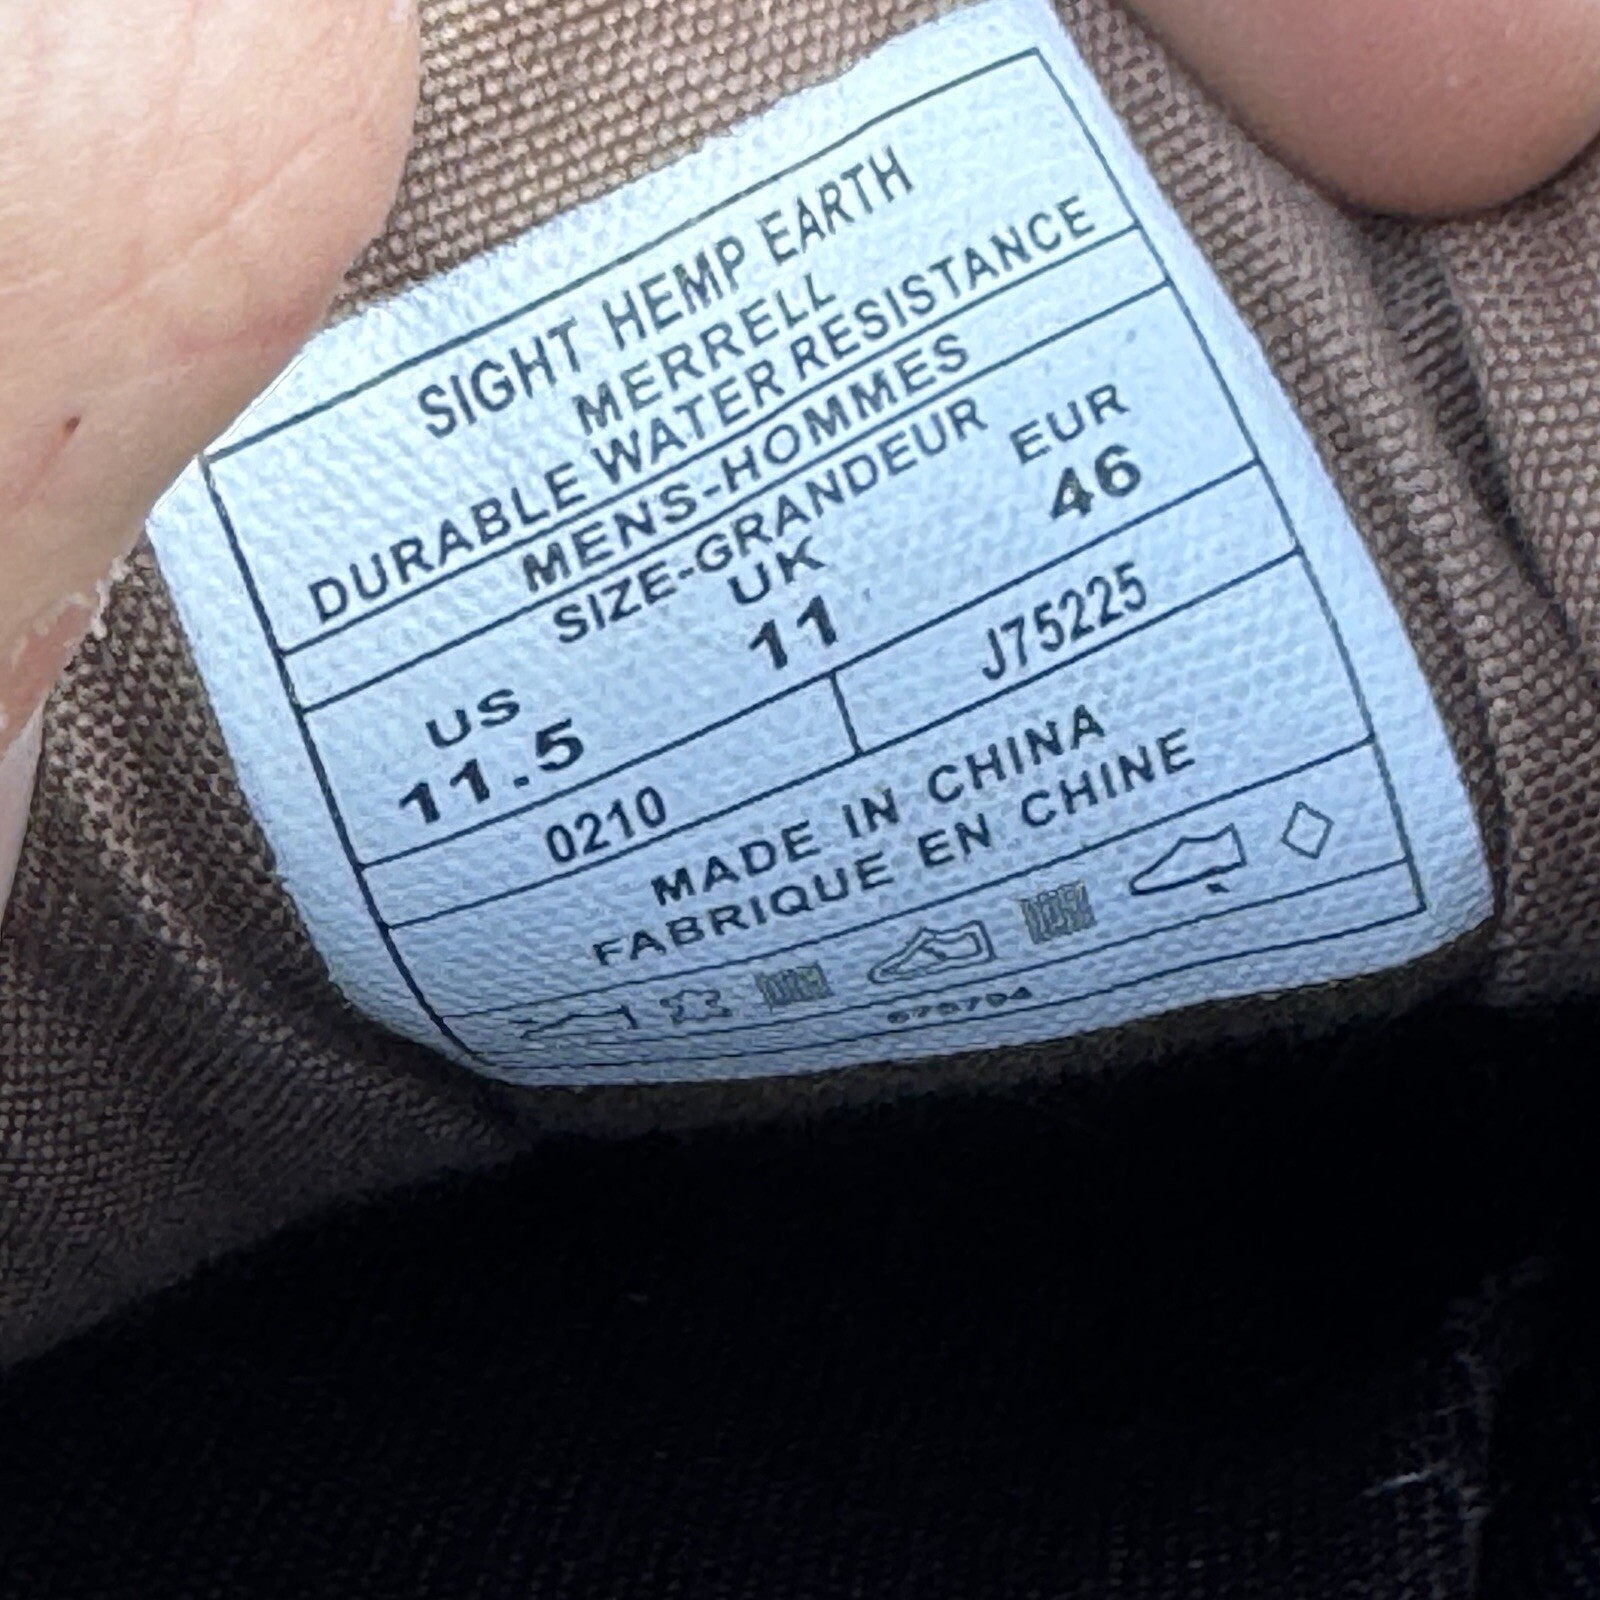 SIGHT HEMP EARTH
MERRELL
DURABLE WATER RESISTANCE
MENS-HOMMES
SIZE-GRANDEUR
US UK EUR
11.5 11 46
0210 J75225
MADE IN CHINA
FABRIQUE EN CHINE